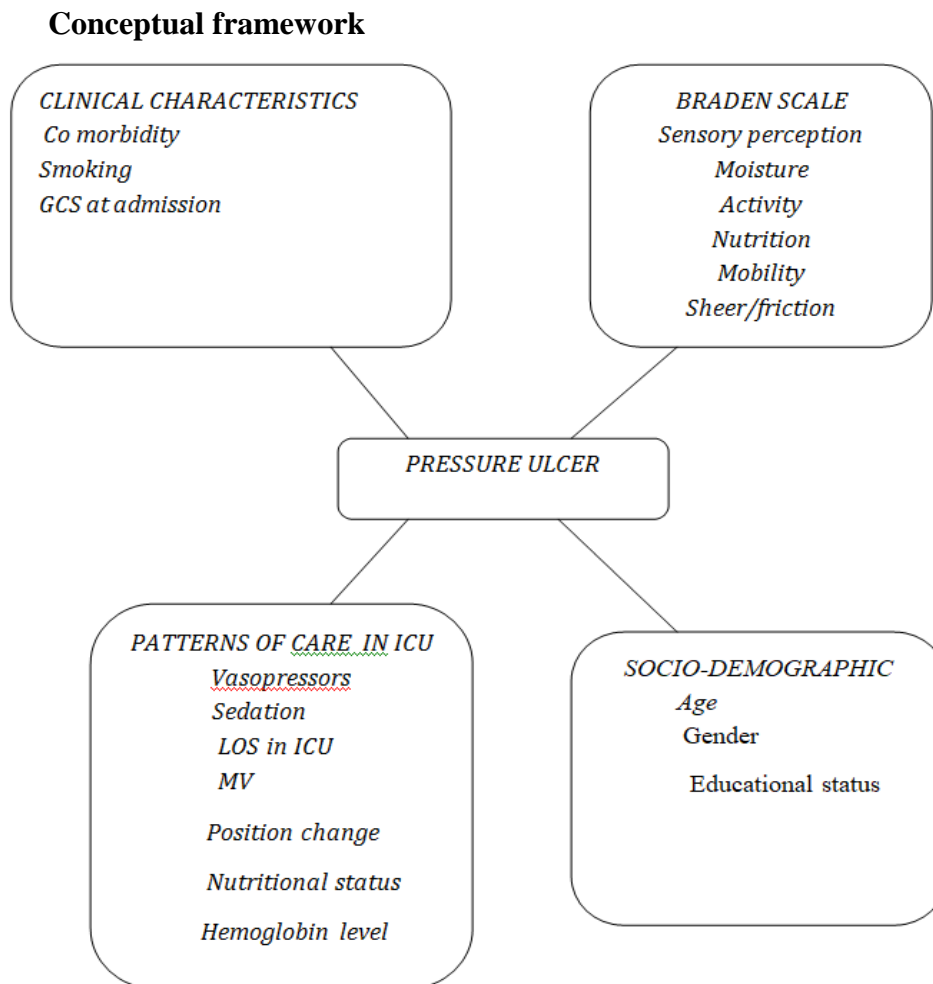 Conceptual framework
CLINICAL CHARACTERISTICS
Co morbidity
Smoking
GCS at admission
BRADEN SCALE
Sensory perception
Moisture
Activity
Nutrition
Mobility
Sheer/friction
PRESSURE ULCER
PATTERNS OF CARE IN ICU
Vasopressors
Sedation
LOS in ICU
MV
Position change
Nutritional status
Hemoglobin level
SOCIO-DEMOGRAPHIC
Age
Gender
Educational status